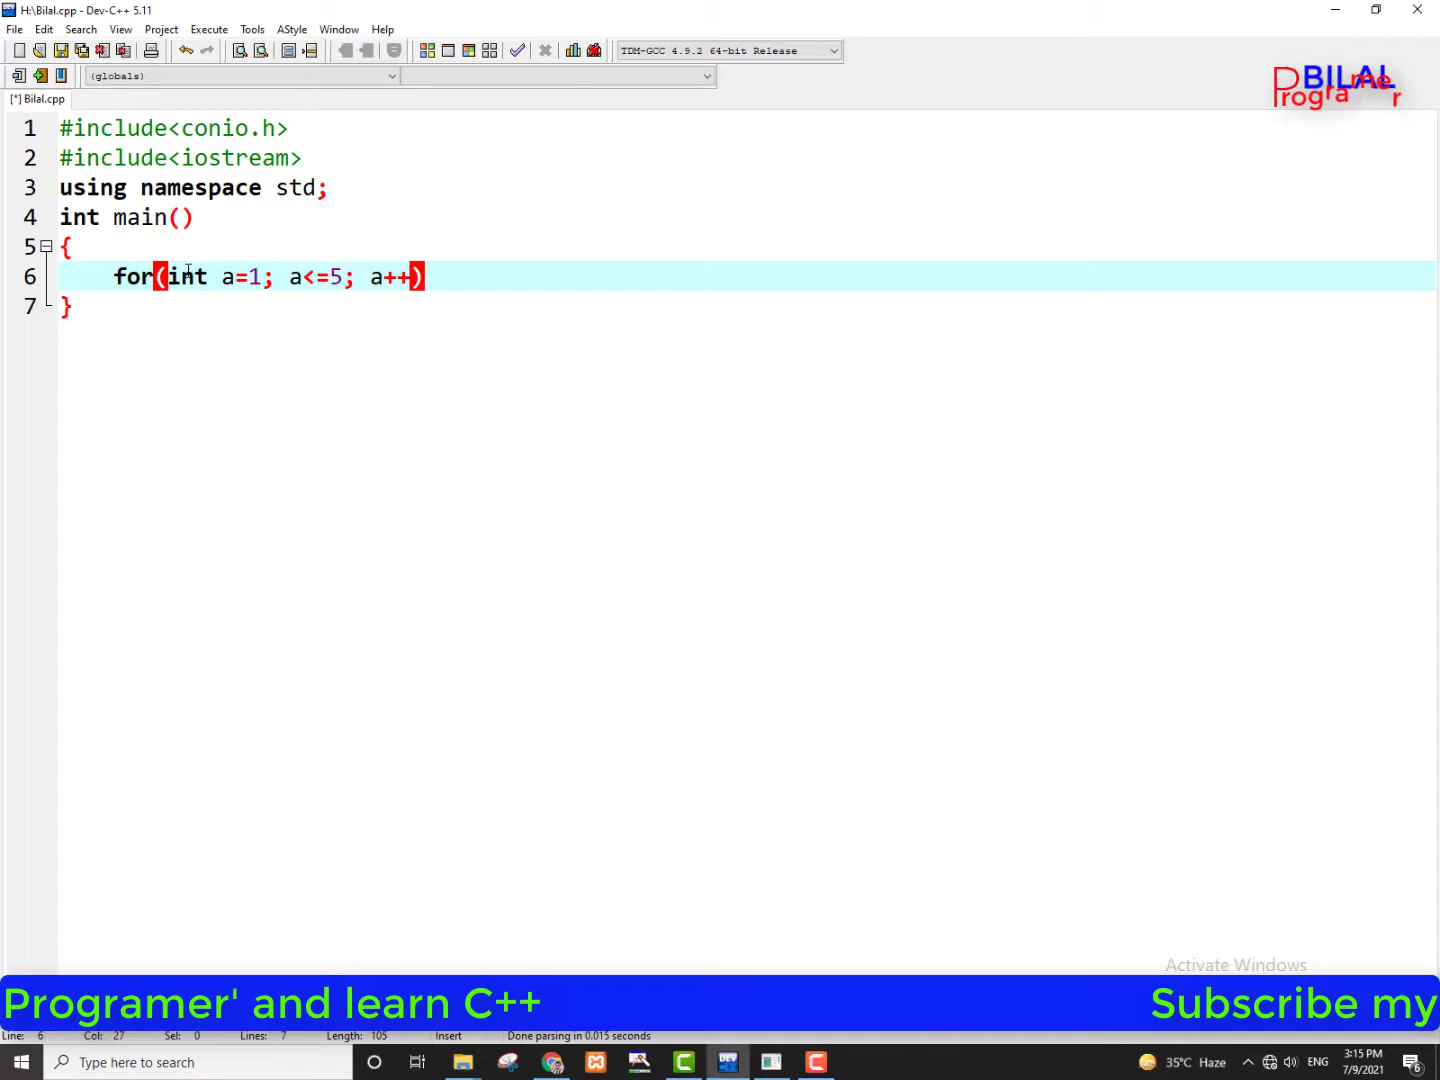 H:\Bilal.cpp - Dev-C++ 5.11
File Edit Search View Project Execute Tools AStyle Window Help
TDM-GCC 4.9.2 64-bit Release
(globals)
[*] Bilal.cpp
BILAL
Programer
1 #include<conio.h>
2 #include<iostream>
3 using namespace std;
4 int main()
5 {
6 for(int a=1; a<=5; a++)
7 }
Activate Windows
Programer' and learn C++ Subscribe my
Line: 6 Col: 27 Sel: 0 Lines: 7 Length: 105 Insert Done parsing in 0.015 seconds
Type here to search
DEV
35°C Haze
ENG
3:15 PM
7/9/2021
6